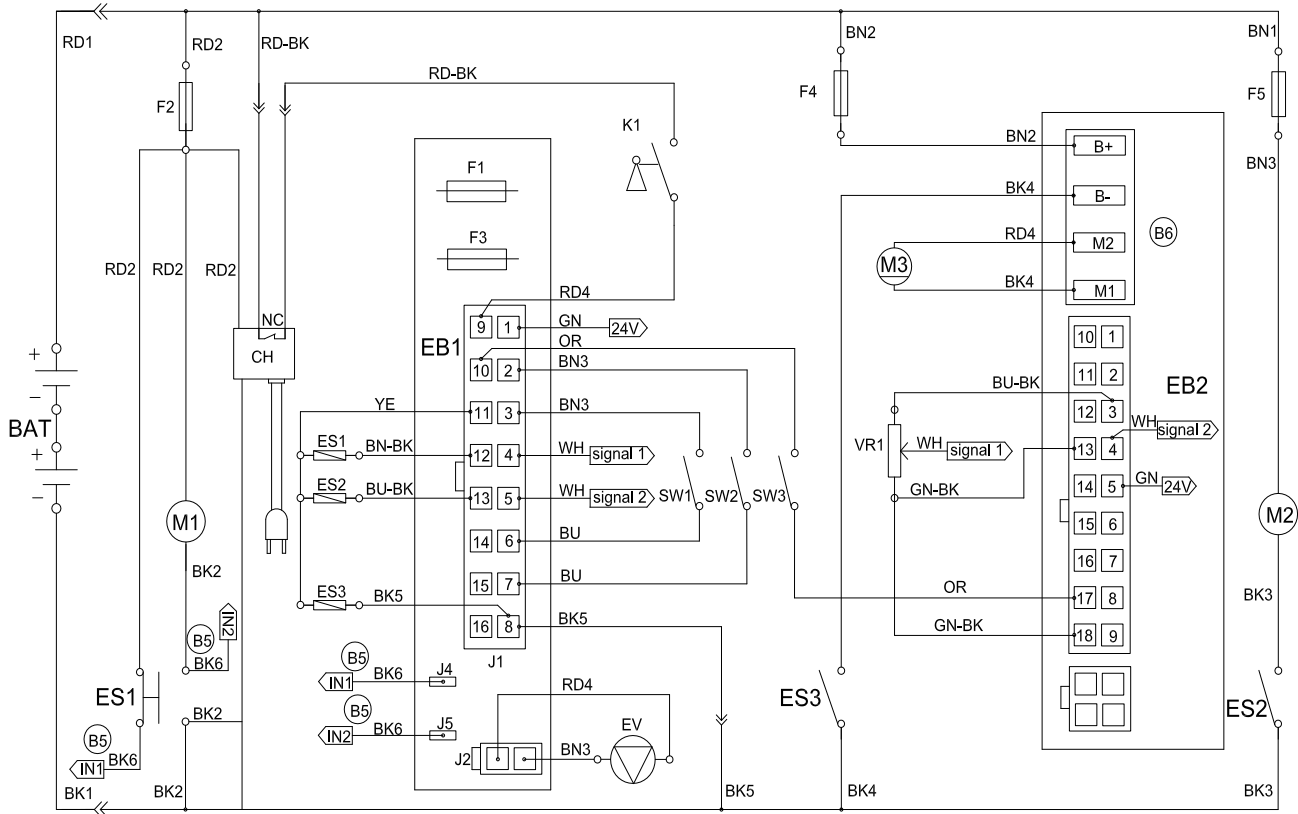 RD1
RD2
RD-BK
BN2
BN1
RD-BK
F2
F4
F5
K1
BN2
B+
BN3
F1
BK4
B-
F3
RD4
M2
B6
M3
BK4
M1
RD2
RD2
RD2
RD4
NC
CH
EB1
9
1
GN
24V
OR
10
2
BN3
YE
11
3
BN3
ES1
BN-BK
12
4
WH
signal 1
ES2
BU-BK
13
5
WH
signal 2
SW1
SW2
SW3
14
6
BU
15
7
BU
ES3
BK5
16
8
BK5
J1
+
-
BAT
+
-
M1
BK2
IN2
B5
BK6
ES1
BK2
B5
IN1
BK6
BK1
BK2
B5
IN1
BK6
J4
B5
IN2
BK6
J5
RD4
J2
BN3
EV
BK5
10
1
11
2
EB2
BU-BK
12
3
WH
signal 2
VR1
WH
signal 1
13
4
GN-BK
14
5
GN
24V
15
6
16
7
OR
17
8
GN-BK
18
9
ES3
BK4
M2
BK3
ES2
BK3